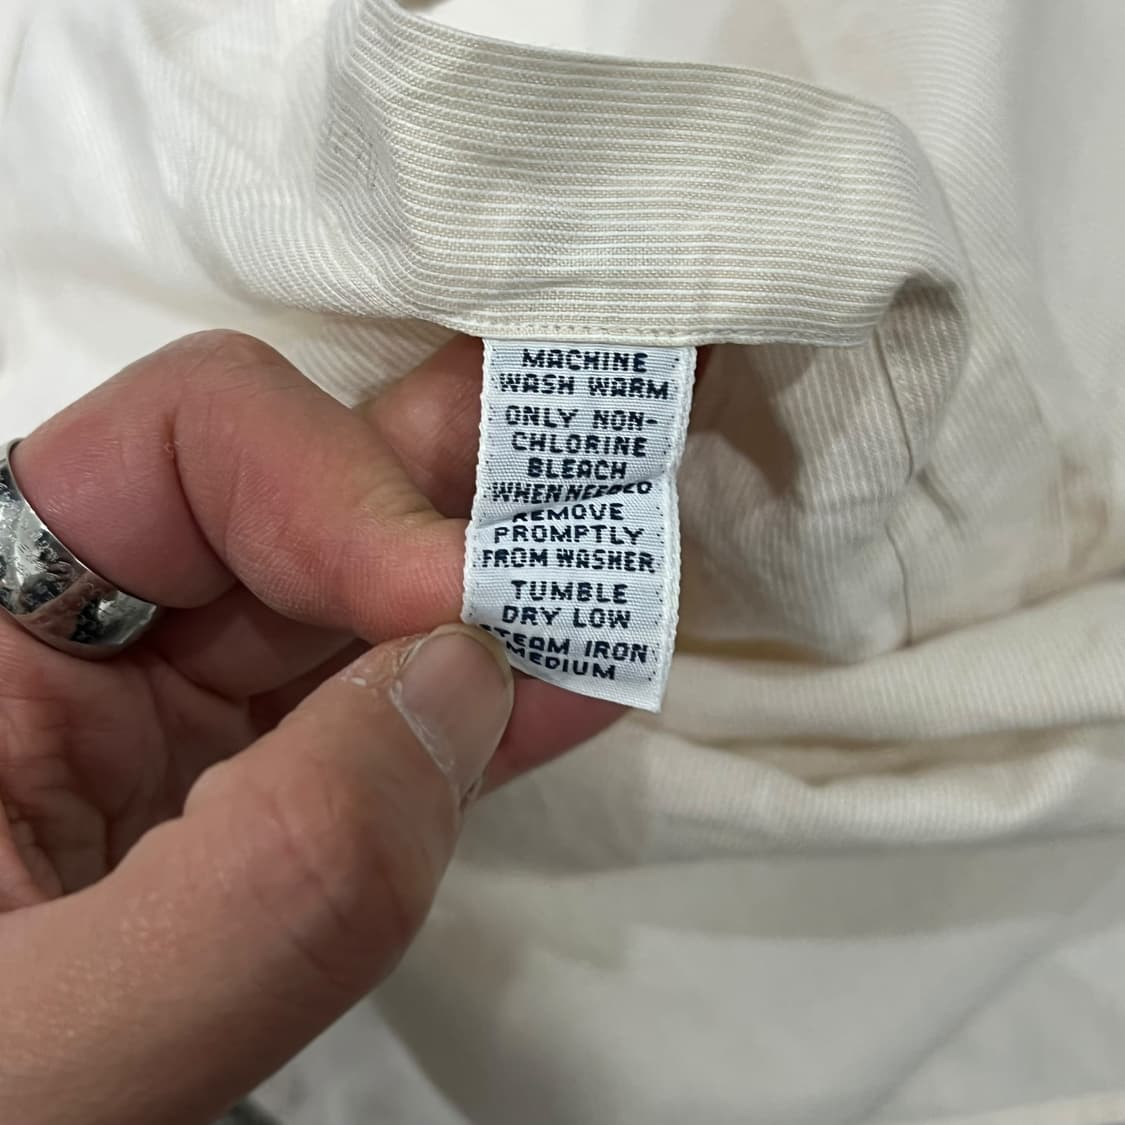 MACHINE
WASH WARM
ONLY NON-
CHLORINE
BLEACH
WHEN NEEDED
REMOVE
PROMPTLY
FROM WASHER
TUMBLE
DRY LOW
STEAM IRON
MEDIUM